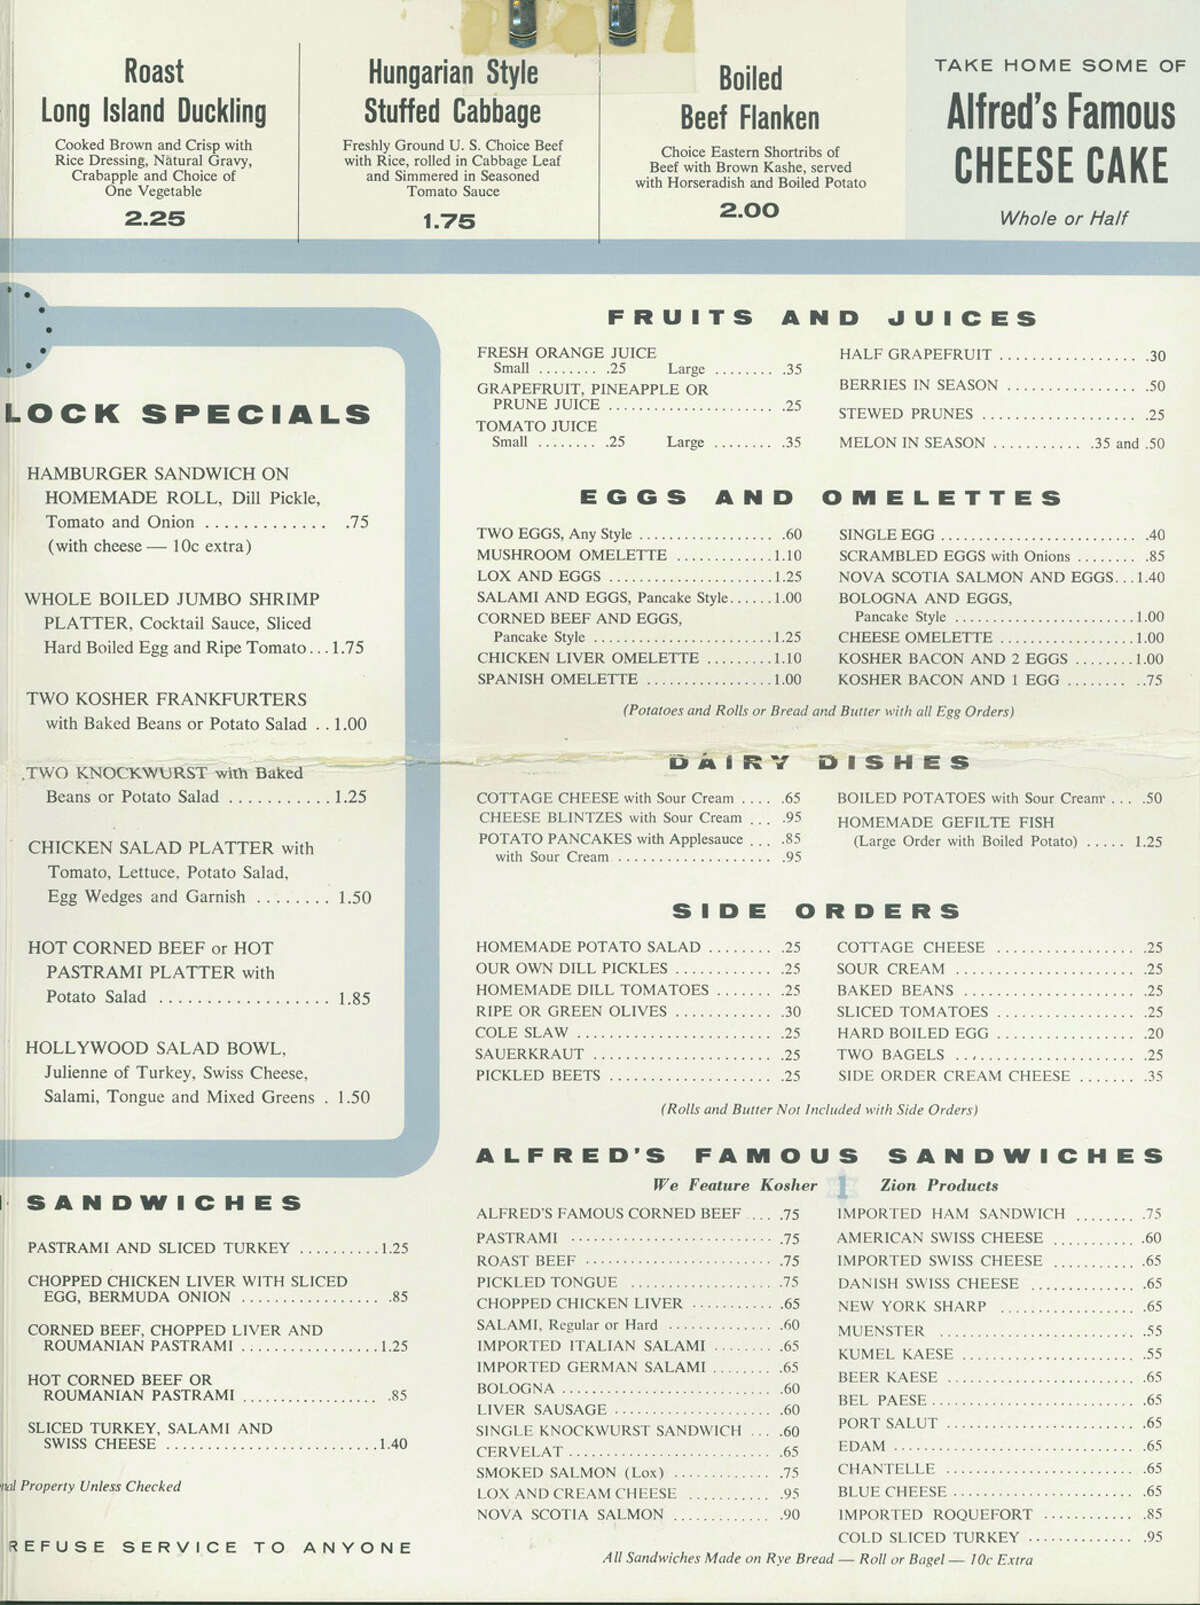 Roast
Long Island Duckling
Cooked Brown and Crisp with
Rice Dressing, Natural Gravy,
Crabapple and Choice of
One Vegetable
2.25
Hungarian Style
Stuffed Cabbage
Freshly Ground U. S. Choice Beef
with Rice, rolled in Cabbage Leaf
and Simmered in Seasoned
Tomato Sauce
1.75
Boiled
Beef Flanken
Choice Eastern Shortribs of
Beef with Brown Kashe, served
with Horseradish and Boiled Potato
2.00
TAKE HOME SOME OF
Alfred's Famous
CHEESE CAKE
Whole or Half
LOCK SPECIALS
HAMBURGER SANDWICH ON
HOMEMADE ROLL, Dill Pickle,
Tomato and Onion ............. .75
(with cheese — 10c extra)
WHOLE BOILED JUMBO SHRIMP
PLATTER, Cocktail Sauce, Sliced
Hard Boiled Egg and Ripe Tomato...1.75
TWO KOSHER FRANKFURTERS
with Baked Beans or Potato Salad ..1.00
TWO KNOCKWURST with Baked
Beans or Potato Salad ...........1.25
CHICKEN SALAD PLATTER with
Tomato, Lettuce, Potato Salad,
Egg Wedges and Garnish ........ 1.50
HOT CORNED BEEF or HOT
PASTRAMI PLATTER with
Potato Salad .................. 1.85
HOLLYWOOD SALAD BOWL,
Julienne of Turkey, Swiss Cheese,
Salami, Tongue and Mixed Greens . 1.50
SANDWICHES
PASTRAMI AND SLICED TURKEY ..........1.25
CHOPPED CHICKEN LIVER WITH SLICED
EGG, BERMUDA ONION ................. .85
CORNED BEEF, CHOPPED LIVER AND
ROUMANIAN PASTRAMI .................1.25
HOT CORNED BEEF OR
ROUMANIAN PASTRAMI ................. .85
SLICED TURKEY, SALAMI AND
SWISS CHEESE ..........................1.40
Property Unless Checked
REFUSE SERVICE TO ANYONE
FRUITS AND JUICES
FRESH ORANGE JUICE
Small ........ .25 Large ........ .35
GRAPEFRUIT, PINEAPPLE OR
PRUNE JUICE ...................... .25
TOMATO JUICE
Small ........ .25 Large ........ .35
HALF GRAPEFRUIT ................. .30
BERRIES IN SEASON ................ .50
STEWED PRUNES ................... .25
MELON IN SEASON ........... .35 and .50
EGGS AND OMELETTES
TWO EGGS, Any Style .................. .60
MUSHROOM OMELETTE ............1.10
LOX AND EGGS .....................1.25
SALAMI AND EGGS, Pancake Style......1.00
CORNED BEEF AND EGGS,
Pancake Style .......................1.25
CHICKEN LIVER OMELETTE .........1.10
SPANISH OMELETTE ................1.00
SINGLE EGG .......................... .40
SCRAMBLED EGGS with Onions ........ .85
NOVA SCOTIA SALMON AND EGGS...1.40
BOLOGNA AND EGGS,
Pancake Style .......................1.00
CHEESE OMELETTE .................1.00
KOSHER BACON AND 2 EGGS ........1.00
KOSHER BACON AND 1 EGG ........ ..75
(Potatoes and Rolls or Bread and Butter with all Egg Orders)
DAIRY DISHES
COTTAGE CHEESE with Sour Cream .... .65
CHEESE BLINTZES with Sour Cream ... .95
POTATO PANCAKES with Applesauce ... .85
with Sour Cream .................... .95
BOILED POTATOES with Sour Cream ... .50
HOMEMADE GEFILTE FISH
(Large Order with Boiled Potato) ..... 1.25
SIDE ORDERS
HOMEMADE POTATO SALAD ........ .25
OUR OWN DILL PICKLES ............ .25
HOMEMADE DILL TOMATOES ....... .25
RIPE OR GREEN OLIVES ............ .30
COLE SLAW ......................... .25
SAUERKRAUT ....................... .25
PICKLED BEETS ..................... .25
COTTAGE CHEESE .................. .25
SOUR CREAM ....................... .25
BAKED BEANS ...................... .25
SLICED TOMATOES .................. .25
HARD BOILED EGG .................. .20
TWO BAGELS ....................... .25
SIDE ORDER CREAM CHEESE ....... .35
(Rolls and Butter Not Included with Side Orders)
ALFRED'S FAMOUS SANDWICHES
We Feature Kosher 1 Zion Products
ALFRED'S FAMOUS CORNED BEEF .... .75
PASTRAMI ........................... .75
ROAST BEEF ......................... .75
PICKLED TONGUE ................... .75
CHOPPED CHICKEN LIVER ........... .65
SALAMI, Regular or Hard .............. .60
IMPORTED ITALIAN SALAMI ........ .65
IMPORTED GERMAN SALAMI ........ .65
BOLOGNA ........................... .60
LIVER SAUSAGE ..................... .60
SINGLE KNOCKWURST SANDWICH ... .60
CERVELAT .......................... .65
SMOKED SALMON (Lox) ............. .75
LOX AND CREAM CHEESE ........... .95
NOVA SCOTIA SALMON ............. .90
IMPORTED HAM SANDWICH ........ .75
AMERICAN SWISS CHEESE ........... .60
IMPORTED SWISS CHEESE ........... .65
DANISH SWISS CHEESE .............. .65
NEW YORK SHARP .................. .65
MUENSTER .......................... .55
KUMEL KAESE ....................... .55
BEER KAESE ......................... .65
BEL PAESE ........................... .65
PORT SALUT ......................... .65
EDAM ............................... .65
CHANTELLE ......................... .65
BLUE CHEESE ........................ .65
IMPORTED ROQUEFORT ............ .85
COLD SLICED TURKEY .............. .95
All Sandwiches Made on Rye Bread — Roll or Bagel — 10c Extra